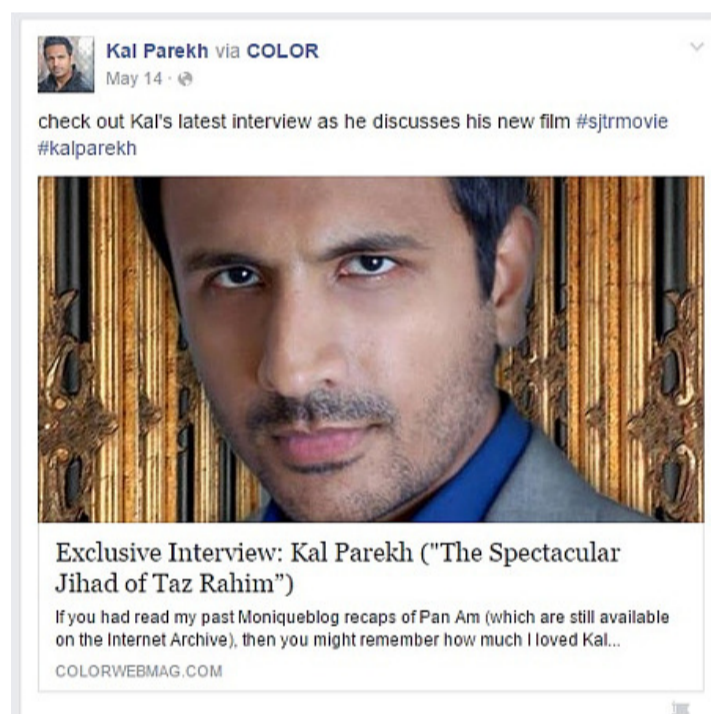 Kal Parekh via COLOR
May 14 ·
check out Kal's latest interview as he discusses his new film #sjtrmovie
#kalparekh
Exclusive Interview: Kal Parekh ("The Spectacular
Jihad of Taz Rahim”)
If you had read my past Moniqueblog recaps of Pan Am (which are still available
on the Internet Archive), then you might remember how much I loved Kal...
COLORWEBMAG.COM